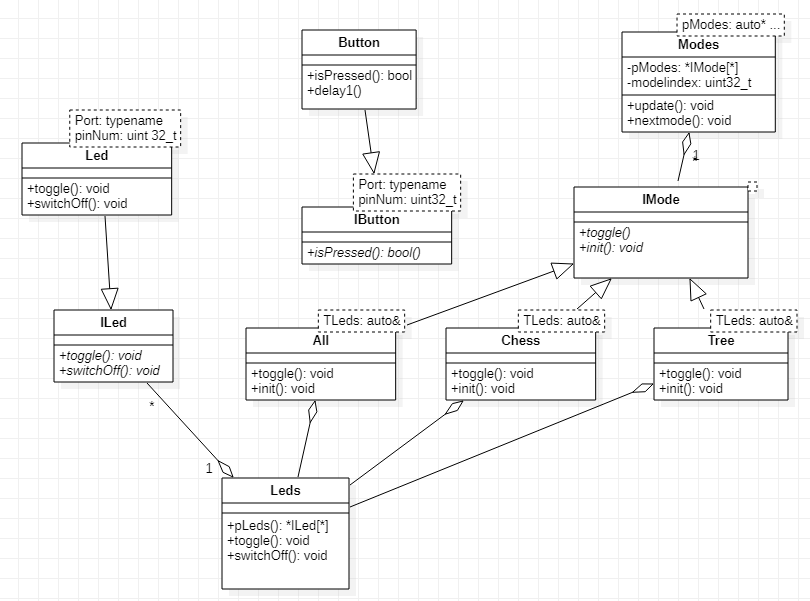 pModes: auto* ...
Modes
-pModes: *IMode[*]
-modelindex: uint32_t
+update(): void
+nextmode(): void
Button
+isPressed(): bool
+delay1()
Port: typename
pinNum: uint 32_t
Led
+toggle(): void
+switchOff(): void
Port: typename
pinNum: uint32_t
IButton
+isPressed(): bool()
1
*
IMode
+toggle()
+init(): void
ILed
+toggle(): void
+switchOff(): void
TLeds: auto&
All
+toggle(): void
+init(): void
TLeds: auto&
Chess
+toggle(): void
+init(): void
TLeds: auto&
Tree
+toggle(): void
+init(): void
*
1
Leds
+pLeds(): *ILed[*]
+toggle(): void
+switchOff(): void